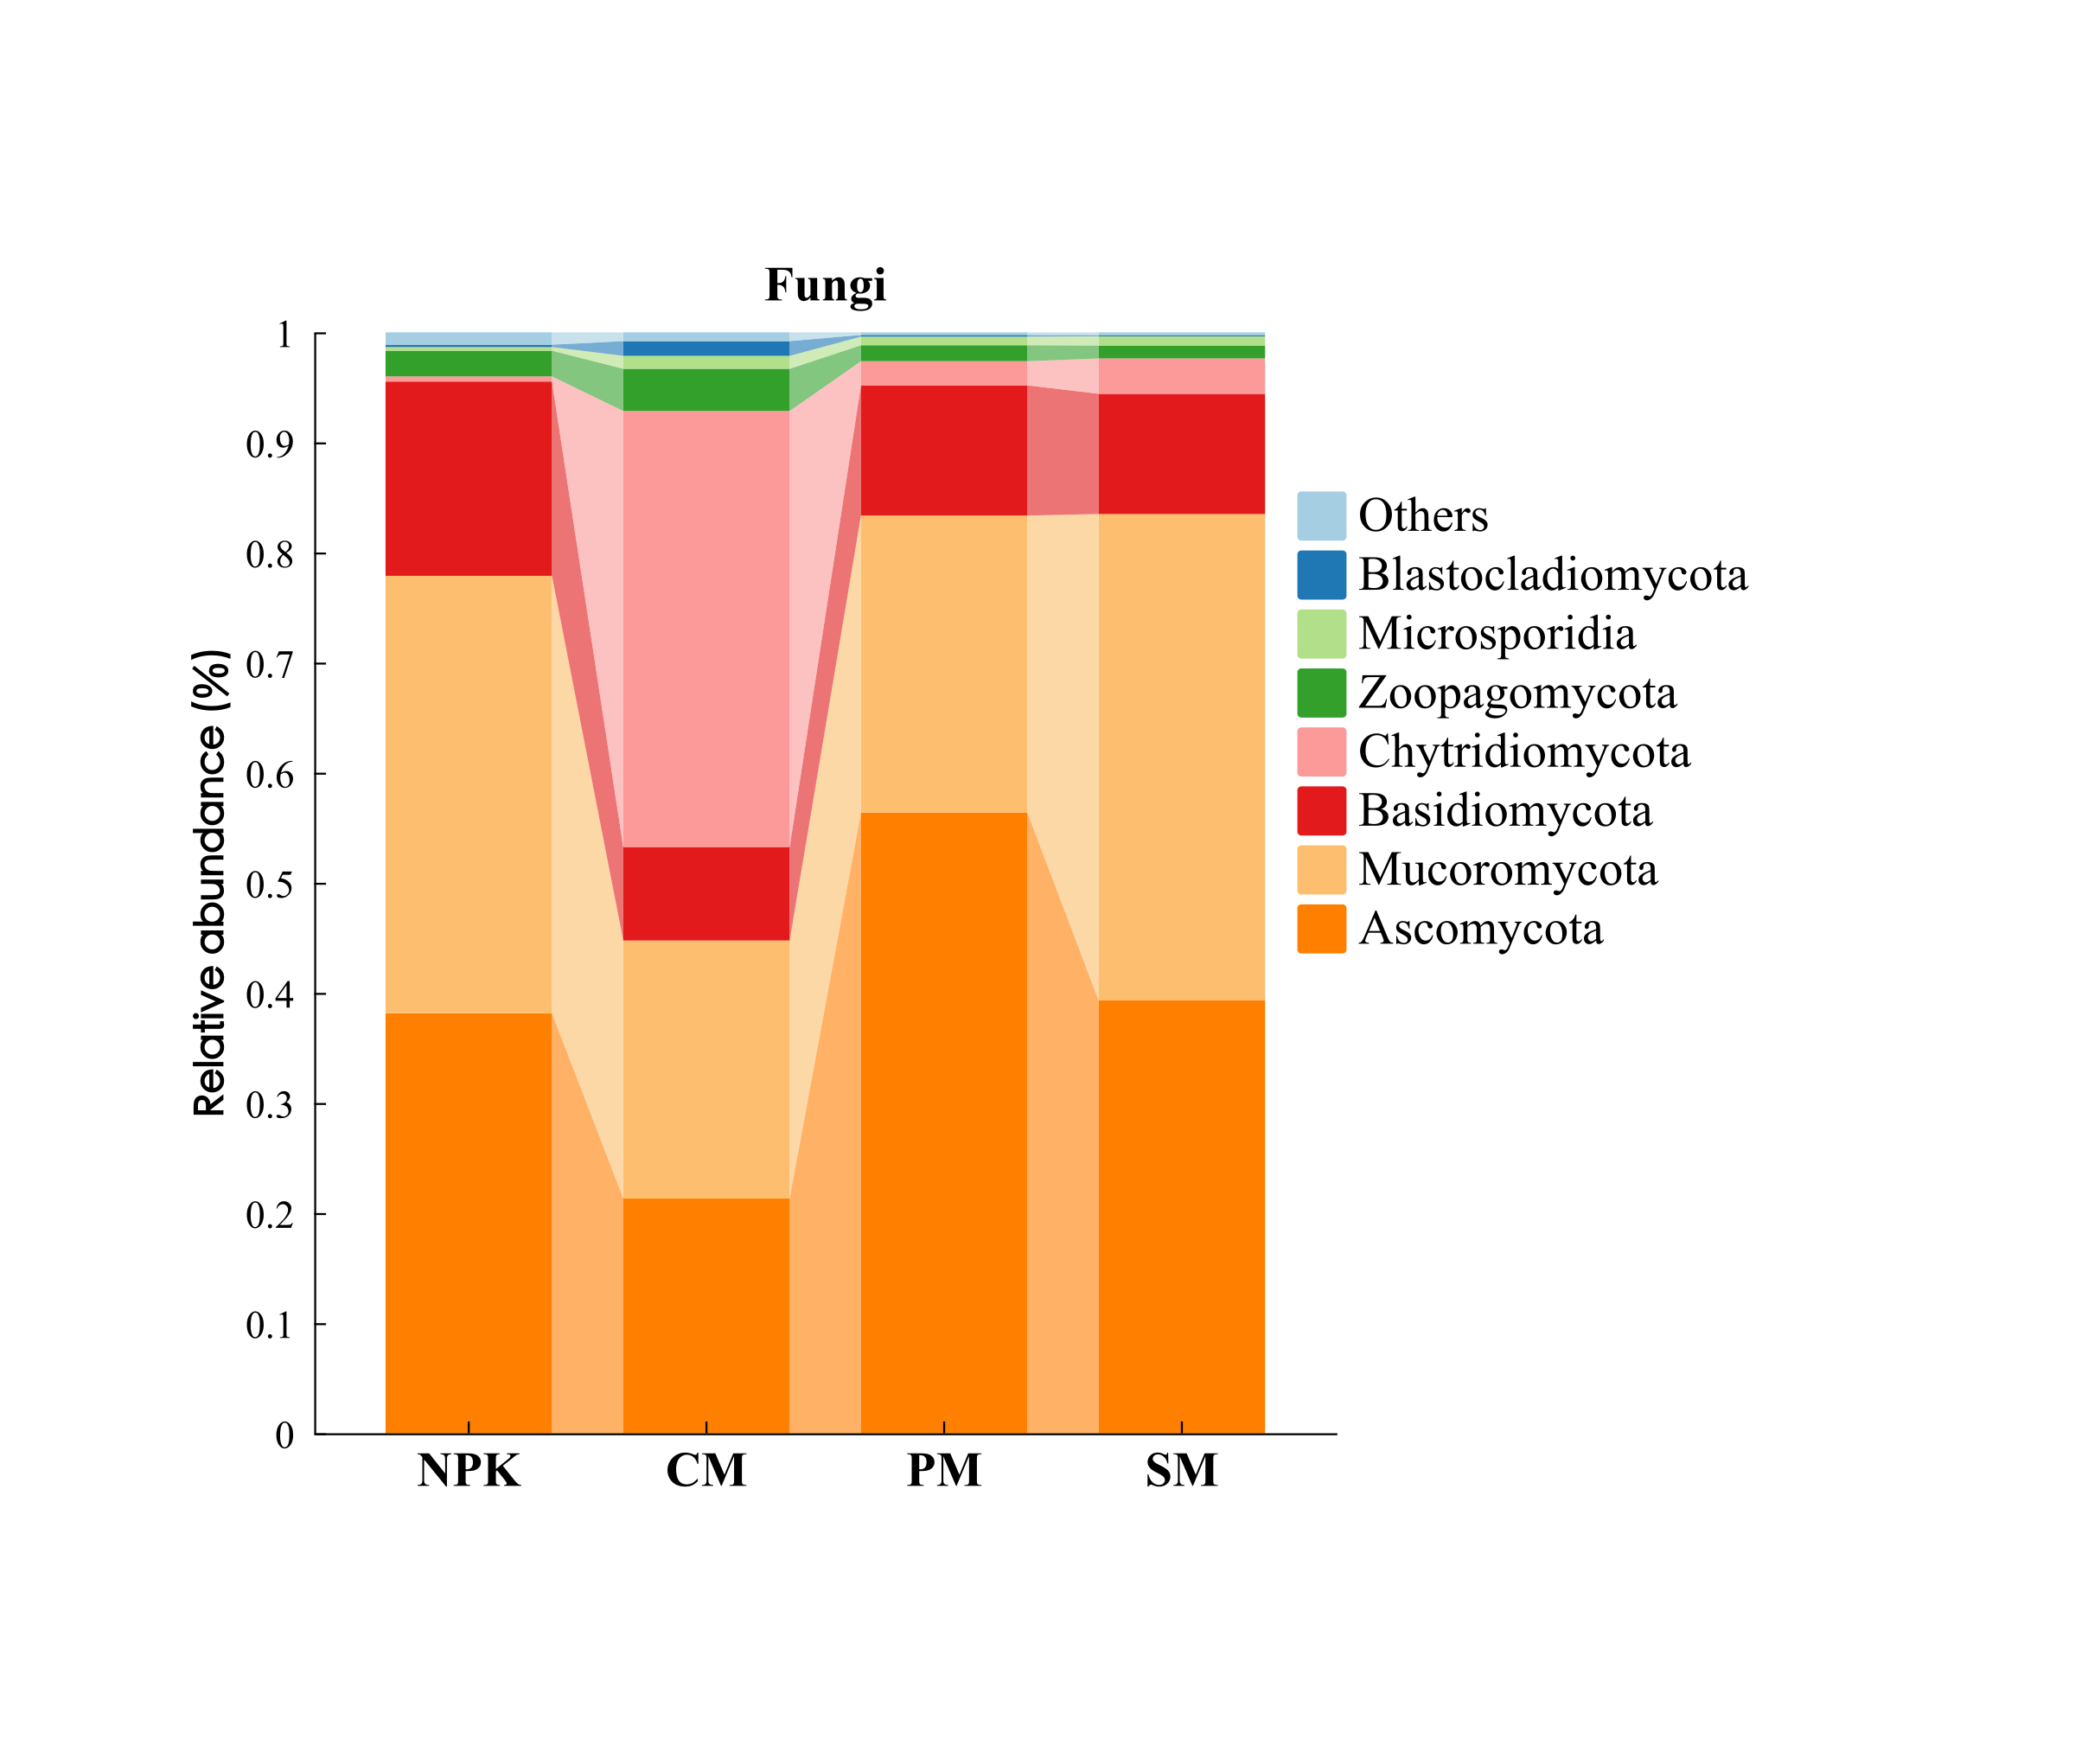 Fungi
Relative abundance (%)
1
0.9
0.8
0.7
0.6
0.5
0.4
0.3
0.2
0.1
0
NPK
CM
PM
SM
Others
Blastocladiomycota
Microsporidia
Zoopagomycota
Chytridiomycota
Basidiomycota
Mucoromycota
Ascomycota